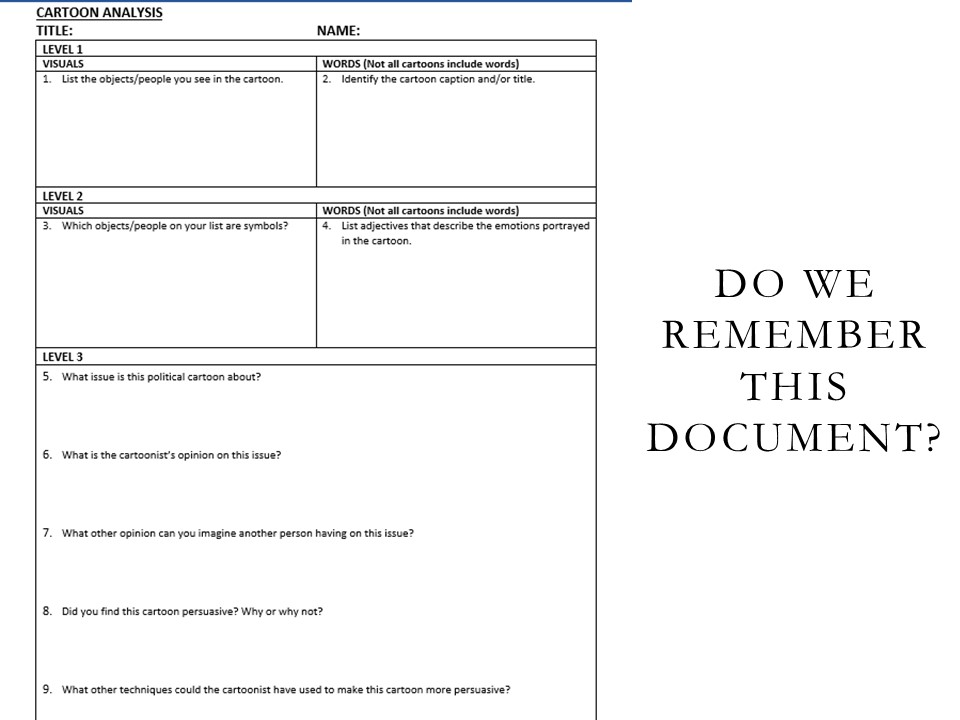 CARTOON ANALYSIS
TITLE: NAME:
LEVEL 1
VISUALS WORDS (Not all cartoons include words)
1. List the objects/people you see in the cartoon. 2. Identify the cartoon caption and/or title.
LEVEL 2
VISUALS WORDS (Not all cartoons include words)
3. Which objects/people on your list are symbols? 4. List adjectives that describe the emotions portrayed
in the cartoon.
LEVEL 3
5. What issue is this political cartoon about?
6. What is the cartoonist's opinion on this issue?
7. What other opinion can you imagine another person having on this issue?
8. Did you find this cartoon persuasive? Why or why not?
9. What other techniques could the cartoonist have used to make this cartoon more persuasive?
DO WE
REMEMBER
THIS
DOCUMENT?